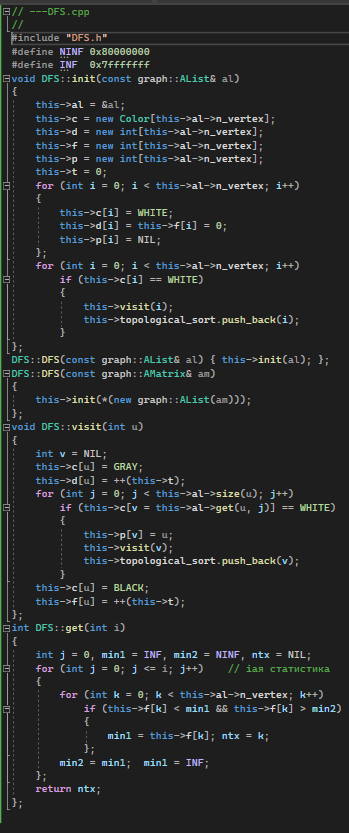 // ---DFS.cpp
//
#include "DFS.h"
#define NINF 0x80000000
#define INF  0x7fffffff
void DFS::init(const graph::AList& al)
{
    this->al = &al;
    this->c = new Color[this->al->n_vertex];
    this->d = new int[this->al->n_vertex];
    this->f = new int[this->al->n_vertex];
    this->p = new int[this->al->n_vertex];
    this->t = 0;
    for (int i = 0; i < this->al->n_vertex; i++)
    {
        this->c[i] = WHITE;
        this->d[i] = this->f[i] = 0;
        this->p[i] = NIL;
    };
    for (int i = 0; i < this->al->n_vertex; i++)
        if (this->c[i] == WHITE)
        {
            this->visit(i);
            this->topological_sort.push_back(i);
        }
};
DFS::DFS(const graph::AList& al) { this->init(al); };
DFS::DFS(const graph::AMatrix& am)
{
    this->init(*(new graph::AList(am)));
};
void DFS::visit(int u)
{
    int v = NIL;
    this->c[u] = GRAY;
    this->d[u] = ++(this->t);
    for (int j = 0; j < this->al->size(u); j++)
        if (this->c[v = this->al->get(u, j)] == WHITE)
        {
            this->p[v] = u;
            this->visit(v);
            this->topological_sort.push_back(v);
        }
    this->c[u] = BLACK;
    this->f[u] = ++(this->t);
};
int DFS::get(int i)
{
    int j = 0, min1 = INF, min2 = NINF, ntx = NIL;
    for (int j = 0; j <= i; j++)    // iая статистика
    {
        for (int k = 0; k < this->al->n_vertex; k++)
            if (this->f[k] < min1 && this->f[k] > min2)
            {
                min1 = this->f[k]; ntx = k;
            };
        min2 = min1;  min1 = INF;
    };
    return ntx;
};